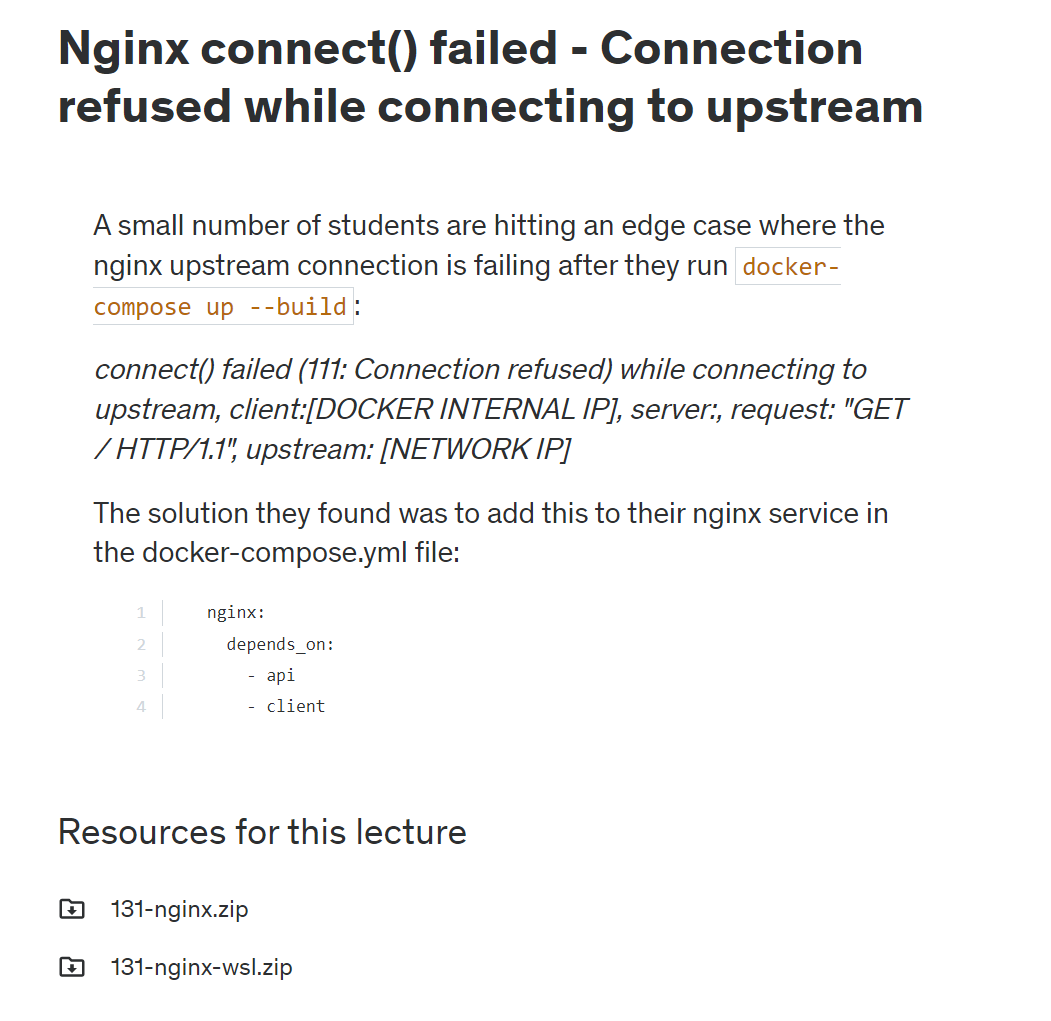 Nginx connect() failed - Connection
refused while connecting to upstream
A small number of students are hitting an edge case where the
nginx upstream connection is failing after they run docker-
compose up --build:
connect() failed (111: Connection refused) while connecting to
upstream, client:[DOCKER INTERNAL IP], server:, request: "GET
/ HTTP/1.1", upstream: [NETWORK IP]
The solution they found was to add this to their nginx service in
the docker-compose.yml file:
1 nginx:
2 depends_on:
3 - api
4 - client
Resources for this lecture
131-nginx.zip
131-nginx-wsl.zip